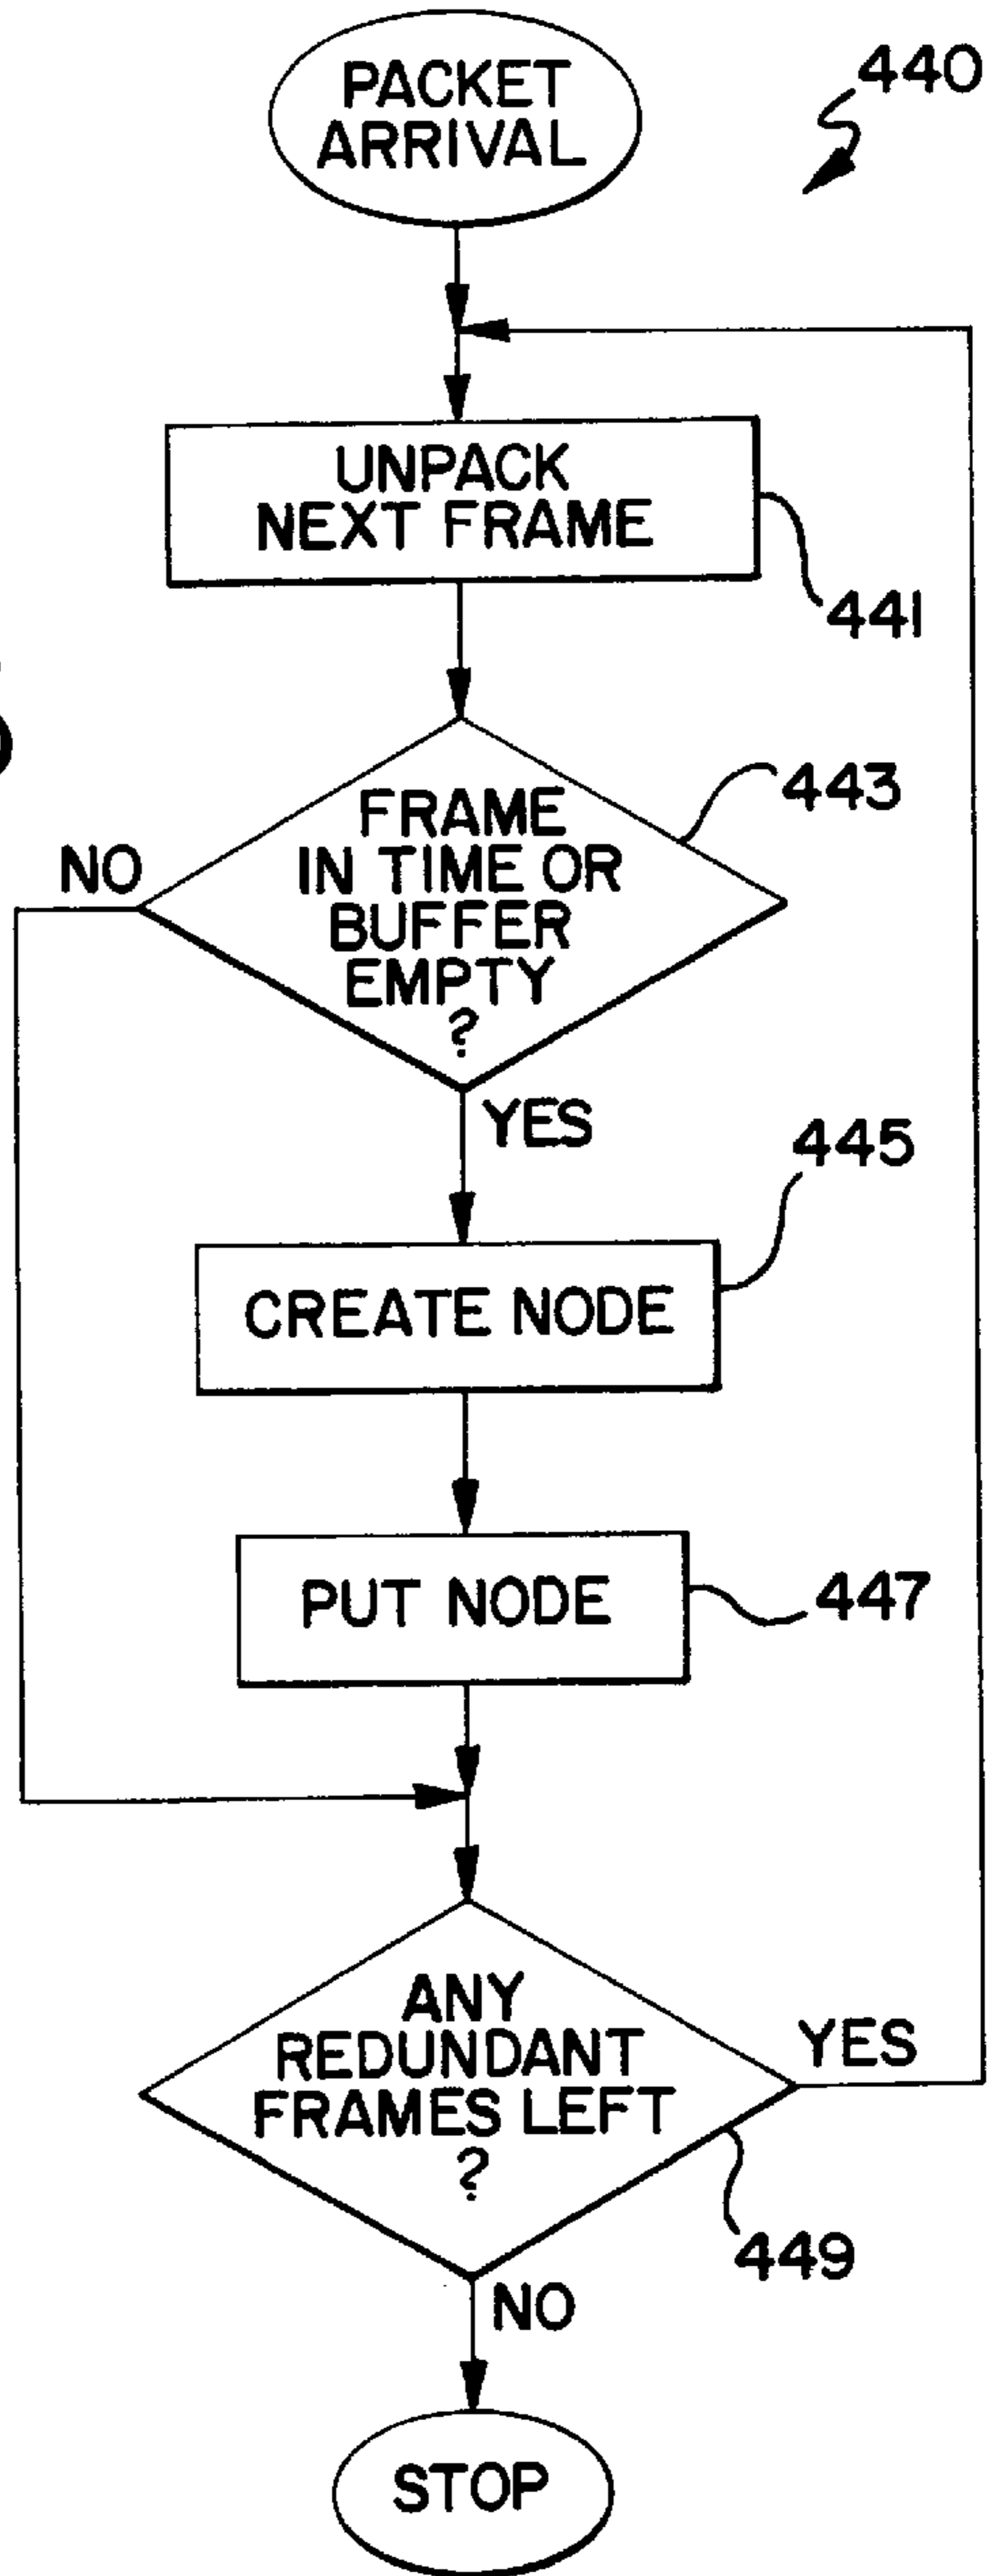 PACKET
ARRIVAL
440
UNPACK
NEXT FRAME
441
FRAME
IN TIME OR
BUFFER
EMPTY
?
443
NO
YES
445
CREATE NODE
PUT NODE
447
ANY
REDUNDANT
FRAMES LEFT
?
YES
449
NO
STOP